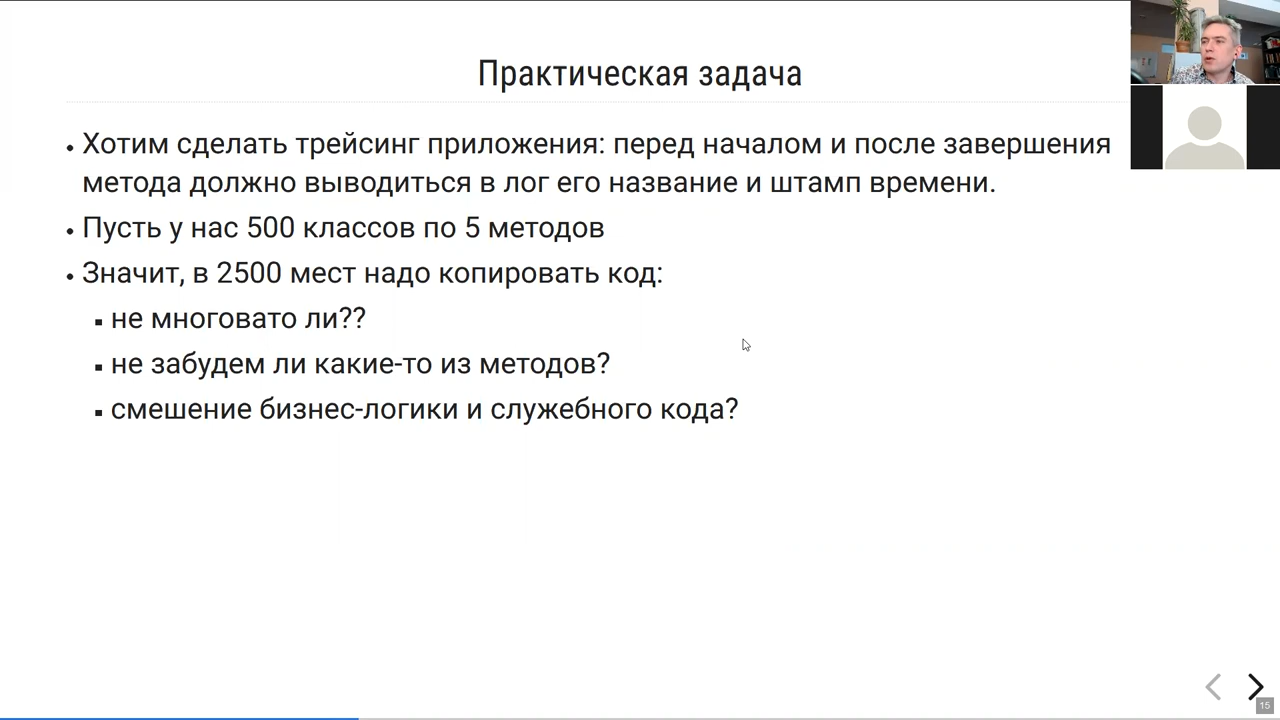 Практическая задача
• Хотим сделать трейсинг приложения: перед началом и после завершения
метода должно выводиться в лог его название и штамп времени.
• Пусть у нас 500 классов по 5 методов
• Значит, в 2500 мест надо копировать код:
▪ не многовато ли??
▪ не забудем ли какие-то из методов?
▪ смешение бизнес-логики и служебного кода?
15